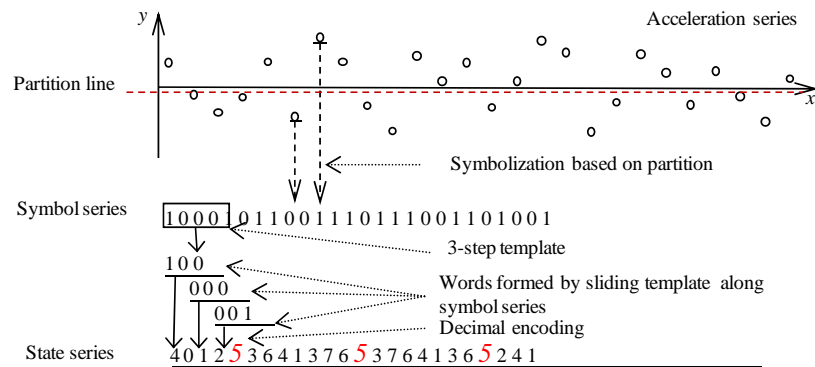 y
Acceleration series
Partition line
x
Symbolization based on partition
Symbol series
1 0 0 0 1 0 1 1 0 0 1 1 1 0 1 1 1 0 0 1 1 0 1 0 0 1
3-step template
1 0 0
Words formed by sliding template along
0 0 0
symbol series
0 0 1
Decimal encoding
State series
4 0 1 2 5 3 6 4 1 3 7 6 5 3 7 6 4 1 3 6 5 2 4 1